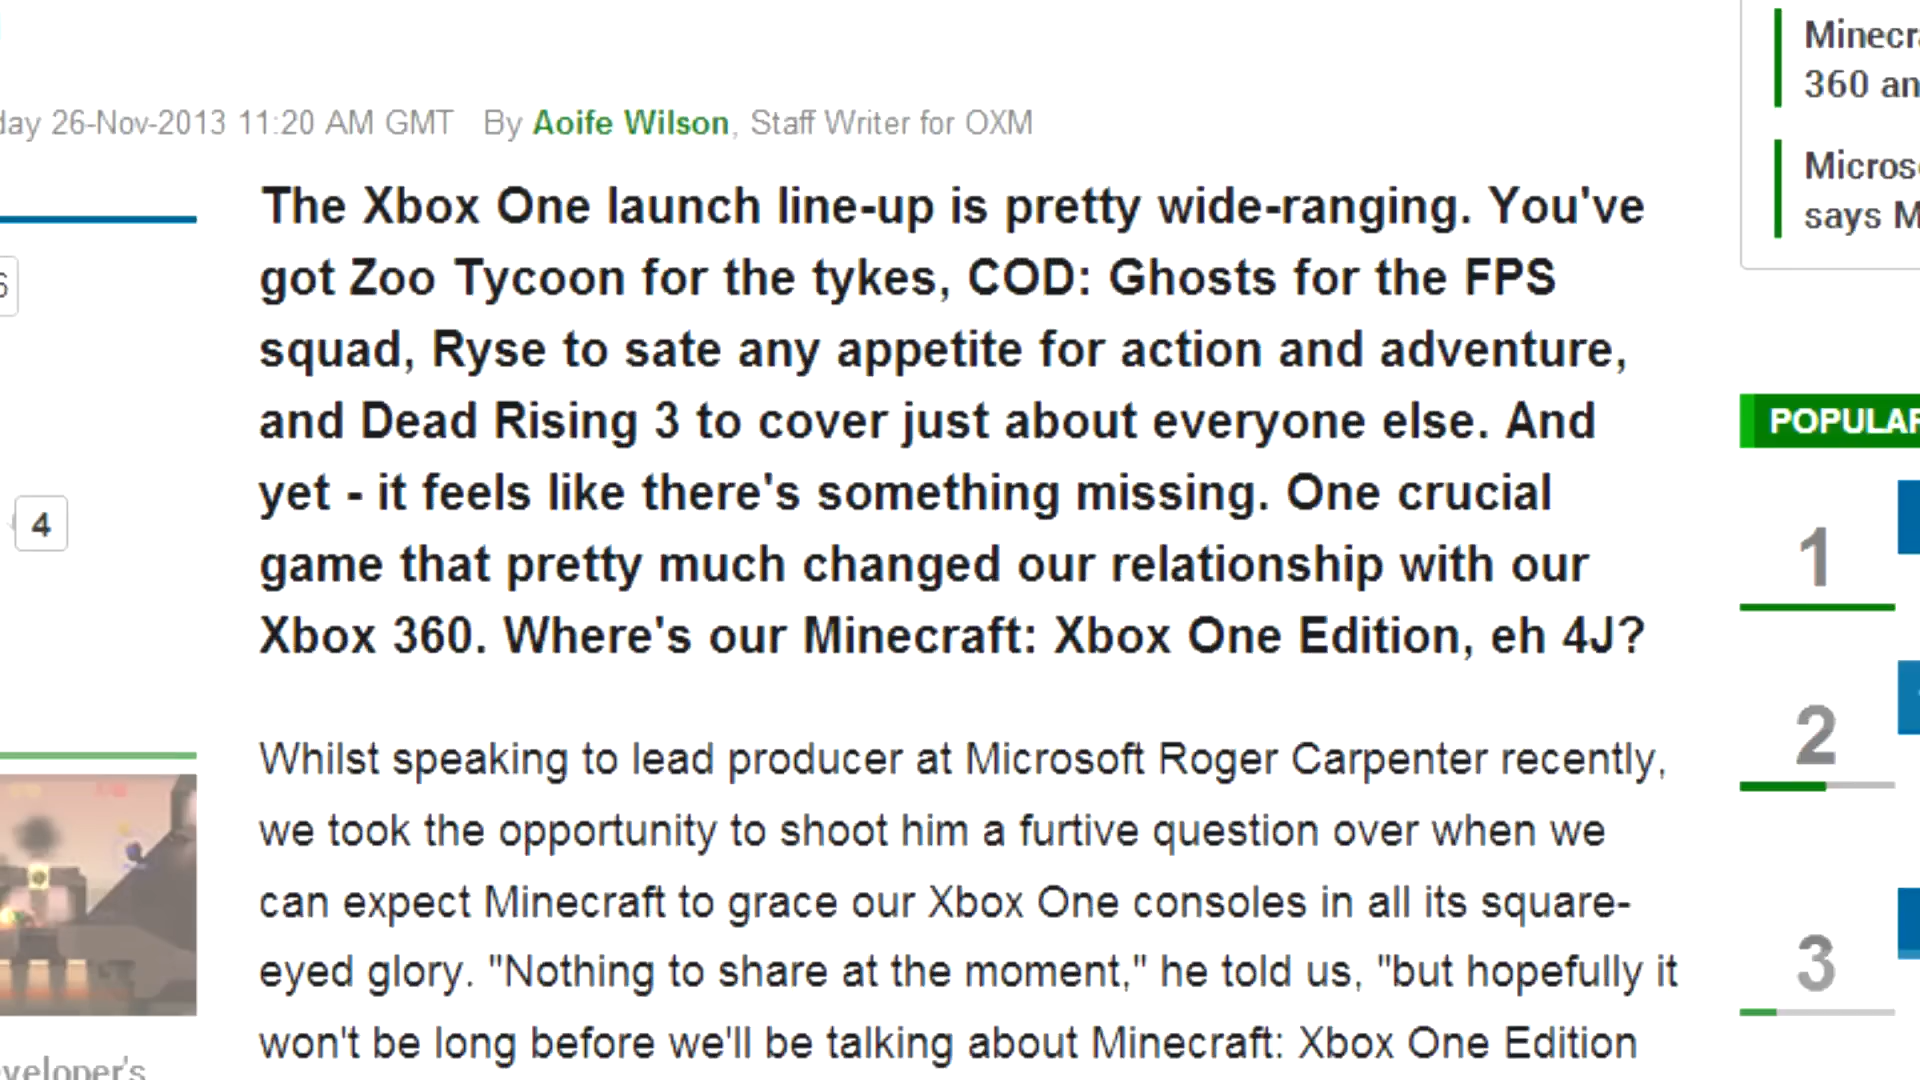 Minecr
360 an
Micros
says M
day 26-Nov-2013 11:20 AM GMT By Aoife Wilson, Staff Writer for OXM
The Xbox One launch line-up is pretty wide-ranging. You've
got Zoo Tycoon for the tykes, COD: Ghosts for the FPS
squad, Ryse to sate any appetite for action and adventure,
and Dead Rising 3 to cover just about everyone else. And
yet - it feels like there's something missing. One crucial
game that pretty much changed our relationship with our
Xbox 360. Where's our Minecraft: Xbox One Edition, eh 4J?
Whilst speaking to lead producer at Microsoft Roger Carpenter recently,
we took the opportunity to shoot him a furtive question over when we
can expect Minecraft to grace our Xbox One consoles in all its square-
eyed glory. "Nothing to share at the moment," he told us, "but hopefully it
won't be long before we'll be talking about Minecraft: Xbox One Edition
4
veloper's
POPULAR
1
2
3